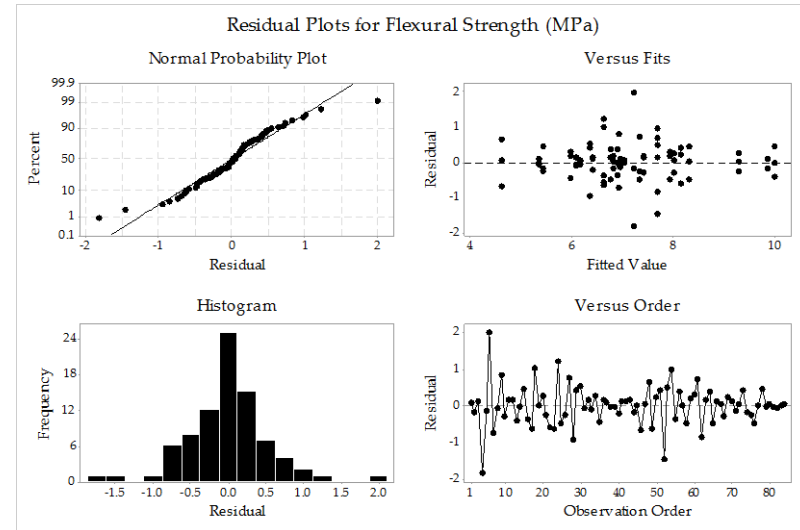 Residual Plots for Flexural Strength (MPa)
Normal Probability Plot
99.9
99
90
50
10
1
0.1
Percent
-2 -1 0 1 2
Residual
Versus Fits
2
1
0
-1
-2
Residual
4 6 8 10
Fitted Value
Histogram
24
18
12
6
0
Frequency
-1.5 -1.0 -0.5 0.0 0.5 1.0 1.5 2.0
Residual
Versus Order
2
1
0
-1
-2
Residual
1 10 20 30 40 50 60 70 80
Observation Order